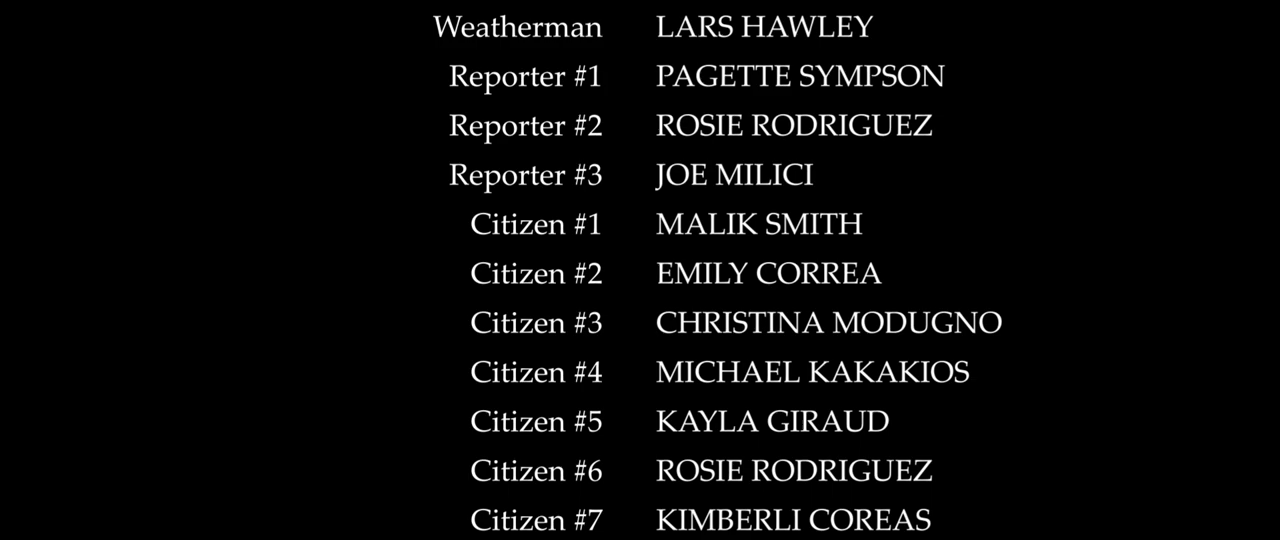 Weatherman LARS HAWLEY
Reporter #1 PAGETTE SYMPSON
Reporter #2 ROSIE RODRIGUEZ
Reporter #3 JOE MILICI
Citizen #1 MALIK SMITH
Citizen #2 EMILY CORREA
Citizen #3 CHRISTINA MODUGNO
Citizen #4 MICHAEL KAKAKIOS
Citizen #5 KAYLA GIRAUD
Citizen #6 ROSIE RODRIGUEZ
Citizen #7 KIMBERLI COREAS